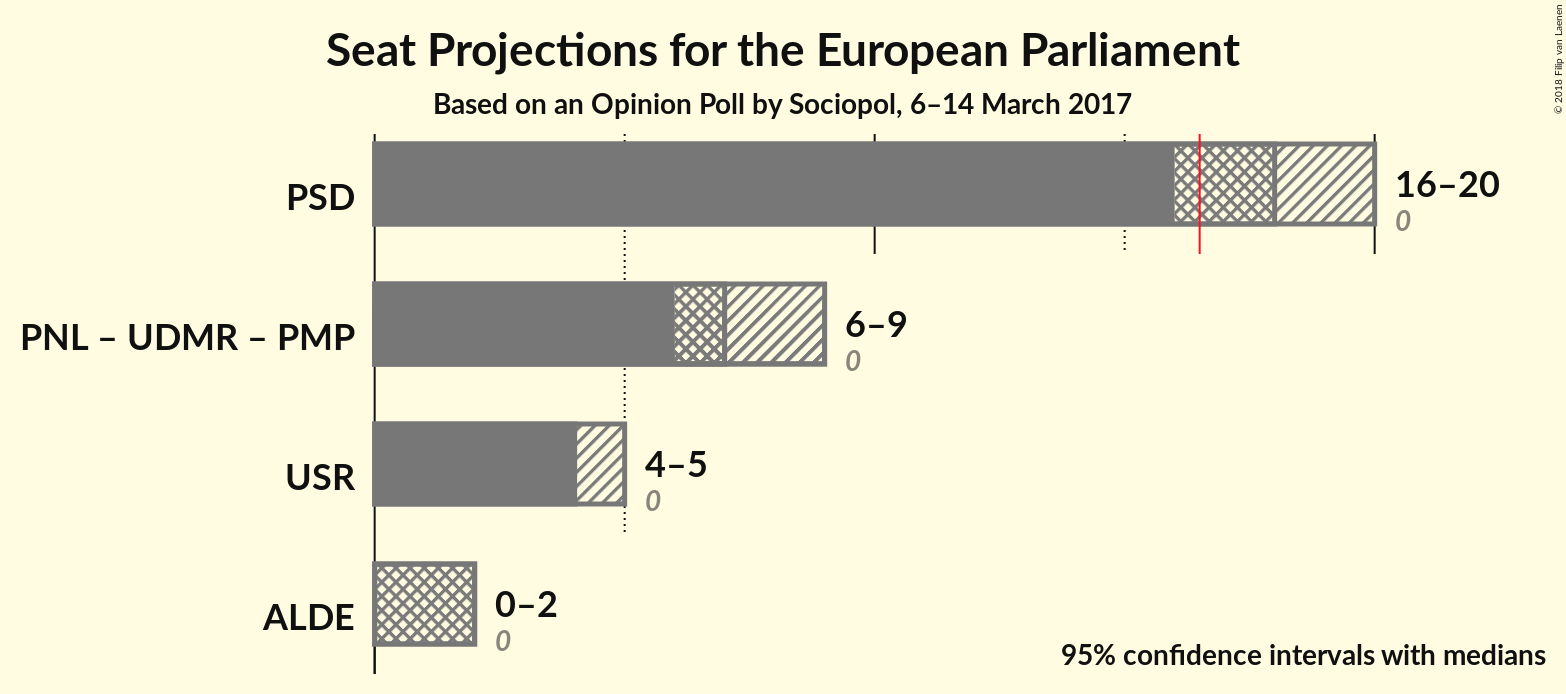 Seat Projections for the European Parliament
Based on an Opinion Poll by Sociopol, 6–14 March 2017
© 2018 Filip van Laenen
PSD
16–20
0
PNL – UDMR – PMP
6–9
0
USR
4–5
0
ALDE
0–2
0
95% confidence intervals with medians